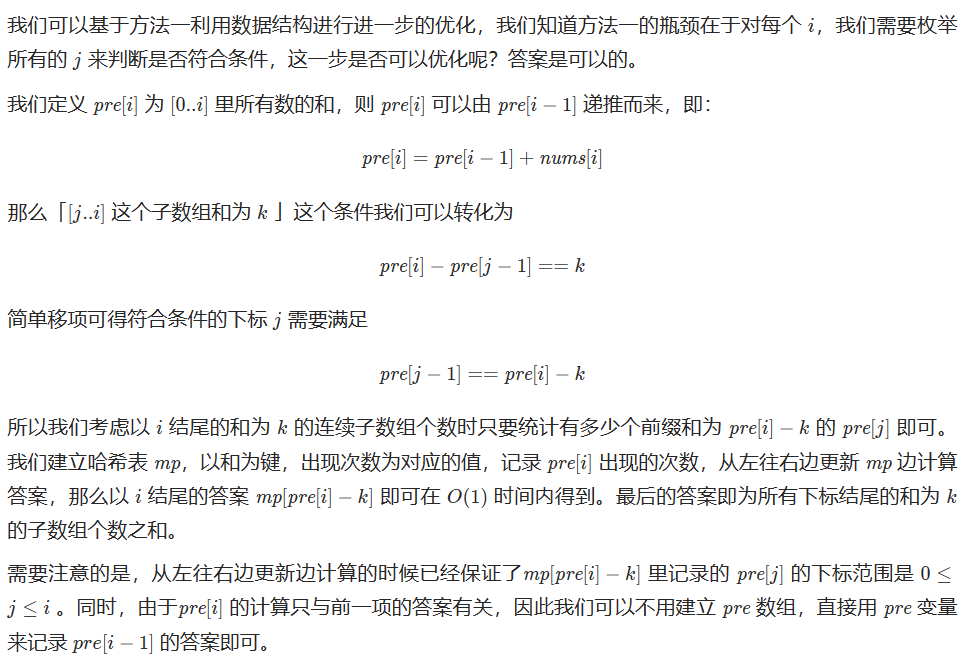 我们可以基于方法一利用数据结构进行进一步的优化，我们知道方法一的瓶颈在于对每个 i，我们需要枚举
所有的 j 来判断是否符合条件，这一步是否可以优化呢？答案是可以的。
我们定义 pre[i] 为 [0..i] 里所有数的和，则 pre[i] 可以由 pre[i − 1] 递推而来，即：
pre[i] = pre[i − 1] + nums[i]
那么「[j..i] 这个子数组和为 k 」这个条件我们可以转化为
pre[i] − pre[j − 1] == k
简单移项可得符合条件的下标 j 需要满足
pre[j − 1] == pre[i] − k
所以我们考虑以 i 结尾的和为 k 的连续子数组个数时只要统计有多少个前缀和为 pre[i] − k 的 pre[j] 即可。
我们建立哈希表 mp，以和为键，出现次数为对应的值，记录 pre[i] 出现的次数，从左往右边更新 mp 边计算
答案，那么以 i 结尾的答案 mp[pre[i] − k] 即可在 O(1) 时间内得到。最后的答案即为所有下标结尾的和为 k
的子数组个数之和。
需要注意的是，从左往右边更新边计算的时候已经保证了mp[pre[i] − k] 里记录的 pre[j] 的下标范围是 0 ≤
j ≤ i 。同时，由于pre[i] 的计算只与前一项的答案有关，因此我们可以不用建立 pre 数组，直接用 pre 变量
来记录 pre[i − 1] 的答案即可。